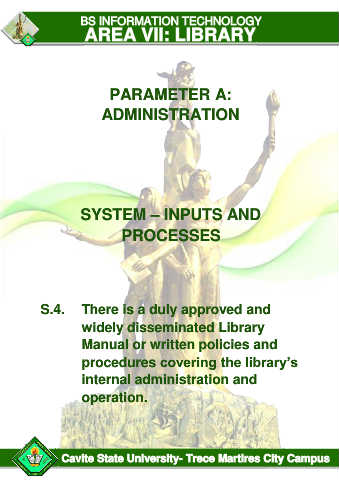 BS INFORMATION TECHNOLOGY
AREA VII: LIBRARY
PARAMETER A:
ADMINISTRATION
SYSTEM – INPUTS AND
PROCESSES
S.4. There is a duly approved and
widely disseminated Library
Manual or written policies and
procedures covering the library's
internal administration and
operation.
Cavite State University- Trece Martires City Campus